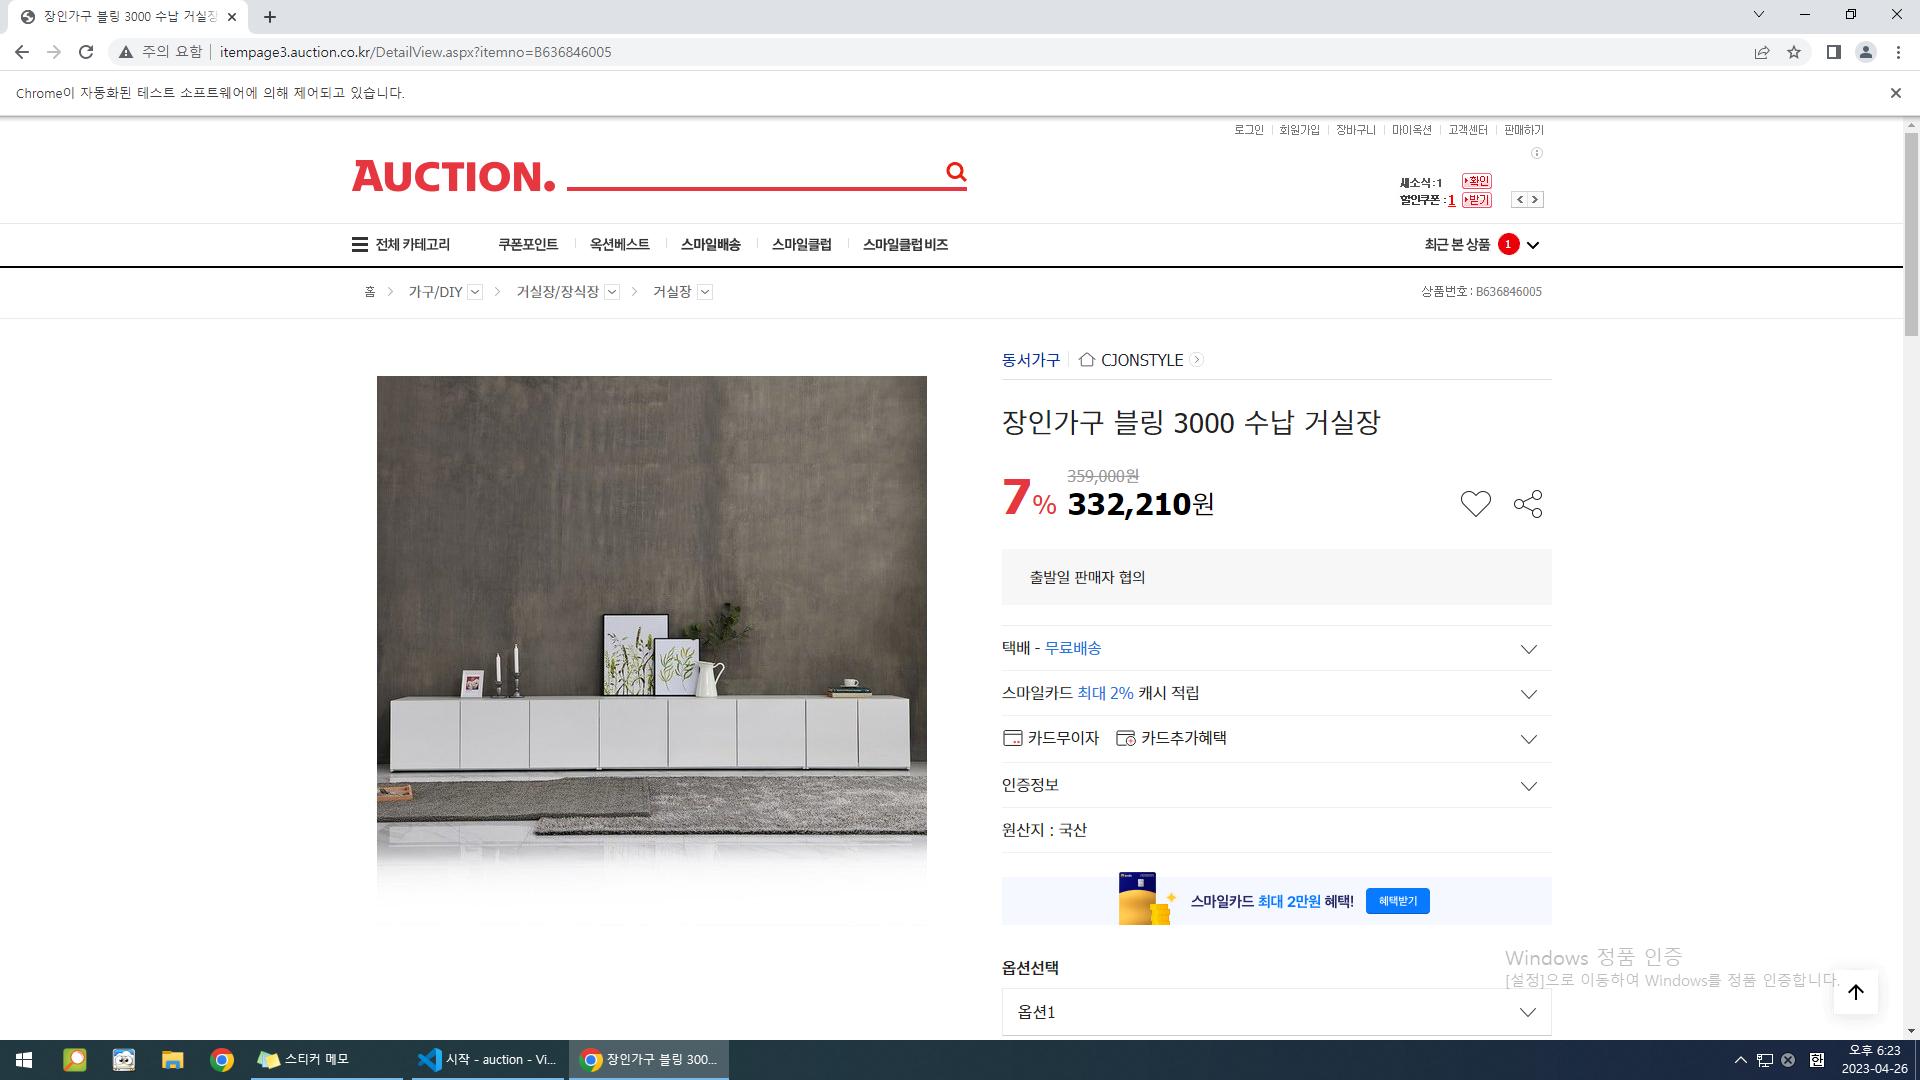 장인가구 블링 3000 수납 거실장
주의 요함
itempage3.auction.co.kr/DetailView.aspx?itemno=B636846005
Chrome이 자동화된 테스트 소프트웨어에 의해 제어되고 있습니다.
로그인 회원가입 장바구니 마이옥션 고객센터 판매하기
AUCTION.
새소식 : 1 확인
할인쿠폰 : 1 받기
전체 카테고리 쿠폰포인트 옥션베스트 스마일배송 스마일클럽 스마일클럽 비즈 최근 본 상품 1
홈 > 가구/DIY > 거실장/장식장 > 거실장
상품번호 : B636846005
동서가구 CJONSTYLE
장인가구 블링 3000 수납 거실장
359,000원
7% 332,210원
출발일 판매자 협의
택배 - 무료배송
스마일카드 최대 2% 캐시 적립
카드무이자 카드추가혜택
인증정보
원산지 : 국산
스마일카드 최대 2만원 혜택! 혜택받기
옵션선택
옵션1
Windows 정품 인증
[설정]으로 이동하여 Windows를 정품 인증합니다.
스티커 메모
시작 - auction - Vi...
장인가구 블링 300...
한
오후 6:23
2023-04-26